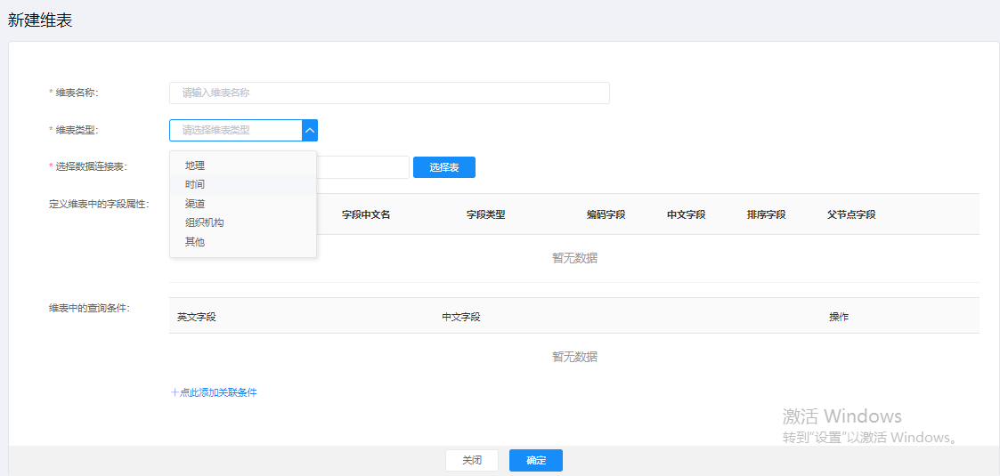 新建维表
* 维表名称: 请输入维表名称
* 维表类型: 请选择维表类型
* 选择数据连接表: 选择表
地理
时间
渠道
组织机构
其他
定义维表中的字段属性:
字段中文名 字段类型 编码字段 中文字段 排序字段 父节点字段
暂无数据
维表中的查询条件:
英文字段 中文字段 操作
暂无数据
+点此添加关联条件
激活 Windows
转到"设置"以激活 Windows。
关闭 确定